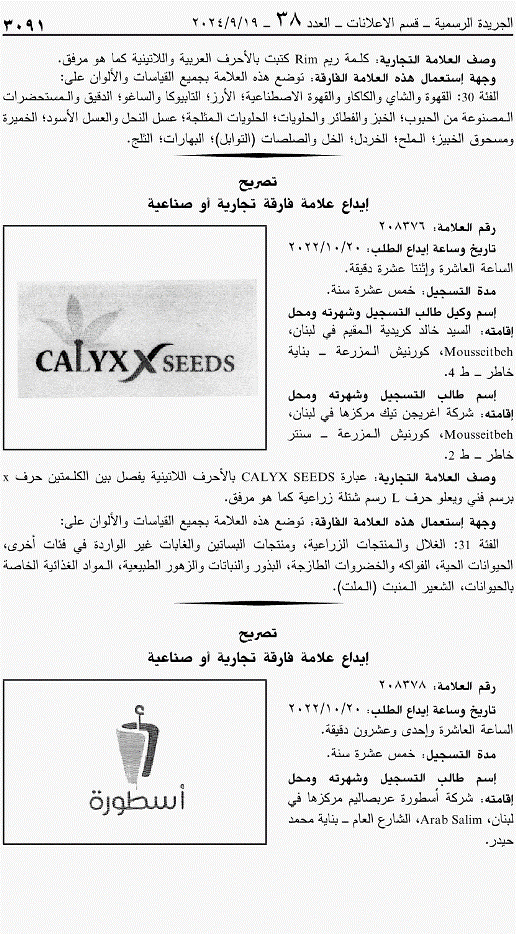 الجريدة الرسمية ــ قسم الاعلانات ــ العدد ٣٨ ــ ٢٠٢٤/٩/١٩
٣٠٩١
وصف العلامة التجارية: كلمة ريم Rim كتبت بالأحرف العربية واللاتينية كما هو مرفق.
وجهة إستعمال هذه العلامة الفارقة: توضع هذه العلامة بجميع القياسات والألوان على:
الفئة 30: القهوة والشاي والكاكاو والقهوة الاصطناعية؛ الأرز؛ التابيوكا والساغو؛ الدقيق والمستحضرات
المصنوعة من الحبوب؛ الخبز والفطائر والحلويات؛ الحلويات المثلجة؛ عسل النحل والعسل الأسود؛ الخميرة
ومسحوق الخبيز؛ الملح؛ الخردل؛ الخل والصلصات (التوابل)؛ البهارات؛ الثلج.
تصريح
إيداع علامة فارقة تجارية أو صناعية
رقم العلامة: ٢٠٨٣٧٦
تاريخ وساعة إيداع الطلب: ٢٠٢٢/١٠/٢٠
الساعة العاشرة وإثنتا عشرة دقيقة.
مدة التسجيل: خمس عشرة سنة.
إسم وكيل طالب التسجيل وشهرته ومحل
إقامته: السيد خالد كريدية المقيم في لبنان،
Mousseitbeh، كورنيش المزرعة ــ بناية
خاطر ــ ط 4.
إسم طالب التسجيل وشهرته ومحل
إقامته: شركة اغريجن تيك مركزها في لبنان،
Mousseitbeh، كورنيش المزرعة ــ سنتر
خاطر ــ ط 2.
CALYX X SEEDS
وصف العلامة التجارية: عبارة CALYX SEEDS بالأحرف اللاتينية يفصل بين الكلمتين حرف x
برسم فني ويعلو حرف L رسم شتلة زراعية كما هو مرفق.
وجهة إستعمال هذه العلامة الفارقة: توضع هذه العلامة بجميع القياسات والألوان على:
الفئة 31: الغلال والمنتجات الزراعية، ومنتجات البساتين والغابات غير الواردة في فئات أخرى،
الحيوانات الحية، الفواكه والخضروات الطازجة، البذور والنباتات والزهور الطبيعية، المواد الغذائية الخاصة
بالحيوانات، الشعير المنبت (الملت).
تصريح
إيداع علامة فارقة تجارية أو صناعية
رقم العلامة: ٢٠٨٣٧٨
تاريخ وساعة إيداع الطلب: ٢٠٢٢/١٠/٢٠
الساعة العاشرة وإحدى وعشرون دقيقة.
مدة التسجيل: خمس عشرة سنة.
إسم طالب التسجيل وشهرته ومحل
إقامته: شركة أسطورة عربصاليم مركزها في
لبنان، Arab Salim، الشارع العام ــ بناية محمد
حيدر.
أ
أسطورة